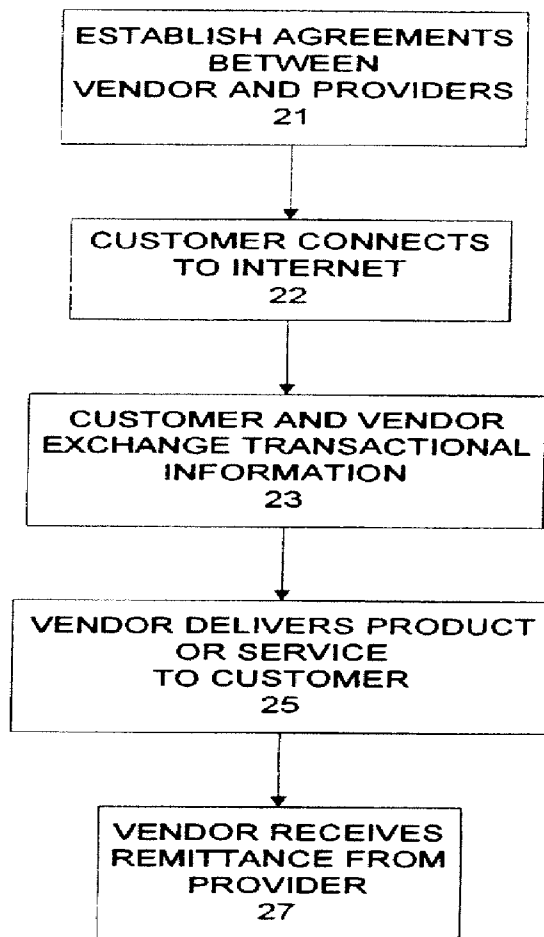 ESTABLISH AGREEMENTS
BETWEEN
VENDOR AND PROVIDERS
21
CUSTOMER CONNECTS
TO INTERNET
22
CUSTOMER AND VENDOR
EXCHANGE TRANSACTIONAL
INFORMATION
23
VENDOR DELIVERS PRODUCT
OR SERVICE
TO CUSTOMER
25
VENDOR RECEIVES
REMITTANCE FROM
PROVIDER
27